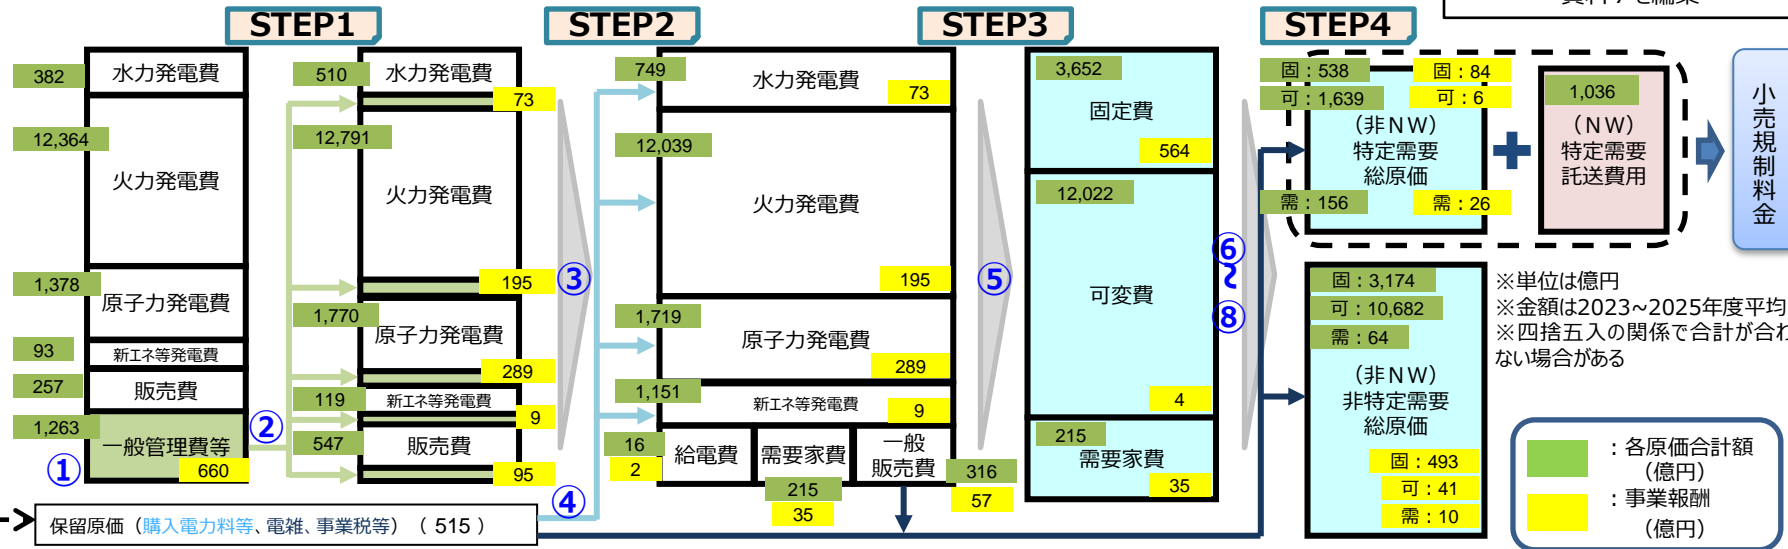 STEP1
STEP2
STEP3
STEP4
382
水力発電費
12,364
火力発電費
1,378
原子力発電費
93
新エネ等発電費
257
販売費
1,263
一般管理費等
660
①
②
510
水力発電費
73
12,791
火力発電費
195
1,770
原子力発電費
289
119
新エネ等発電費
9
547
販売費
95
③
④
749
水力発電費
73
12,039
火力発電費
195
1,719
原子力発電費
289
1,151
新エネ等発電費
9
16
2
給電費
需要家費
215
35
一般
販売費
316
57
⑤
3,652
固定費
564
12,022
可変費
4
215
需要家費
35
⑥
~
⑧
固:538
固:84
可:1,639
可:6
(非NW)
特定需要
総原価
需:156
需:26
1,036
(NW)
特定需要
託送費用
小売規制料金
固:3,174
可:10,682
需:64
(非NW)
非特定需要
総原価
固:493
可:41
需:10
※単位は億円
※金額は2023~2025年度平均
※四捨五入の関係で合計が合わ
ない場合がある
:各原価合計額
(億円)
:事業報酬
(億円)
保留原価(購入電力料等、電雑、事業税等)(515)